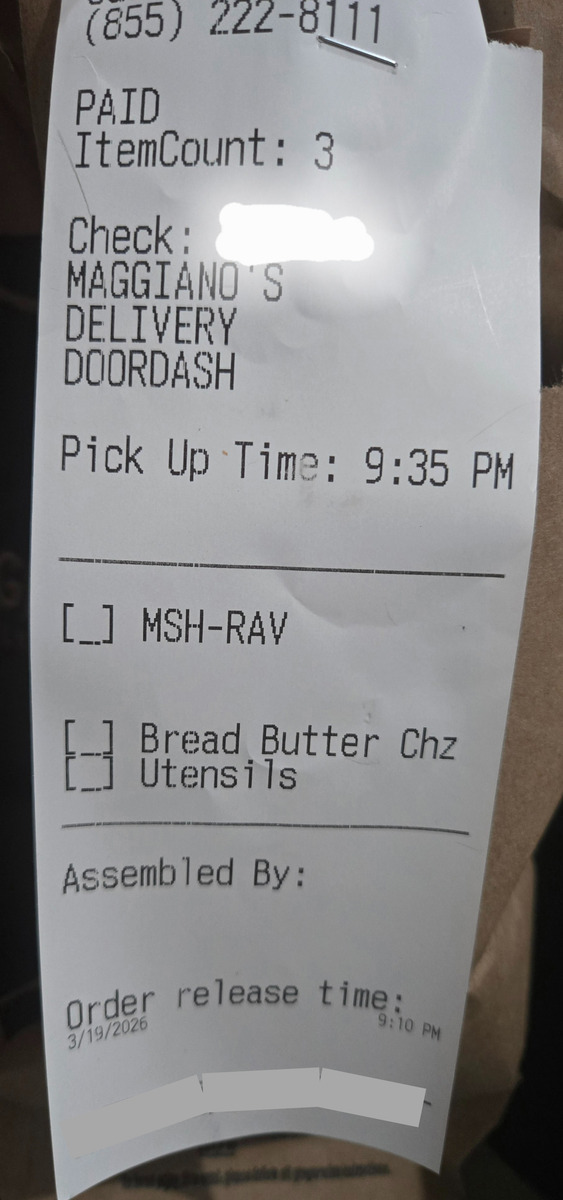 (855) 222-8111
PAID
ItemCount: 3
Check:
MAGGIANO'S
DELIVERY
DOORDASH
Pick Up Time: 9:35 PM
[_] MSH-RAV
[_] Bread Butter Chz
[_] Utensils
Assembled By:
Order release time:
3/19/2026 9:10 PM